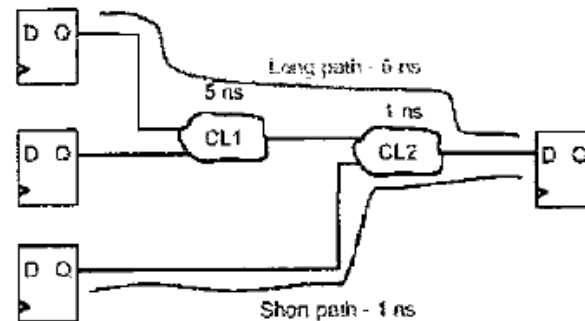 D Q
Long path - 6 ns
5 ns
1 ns
CL1
D Q
CL2
D Q
D Q
Short path - 1 ns